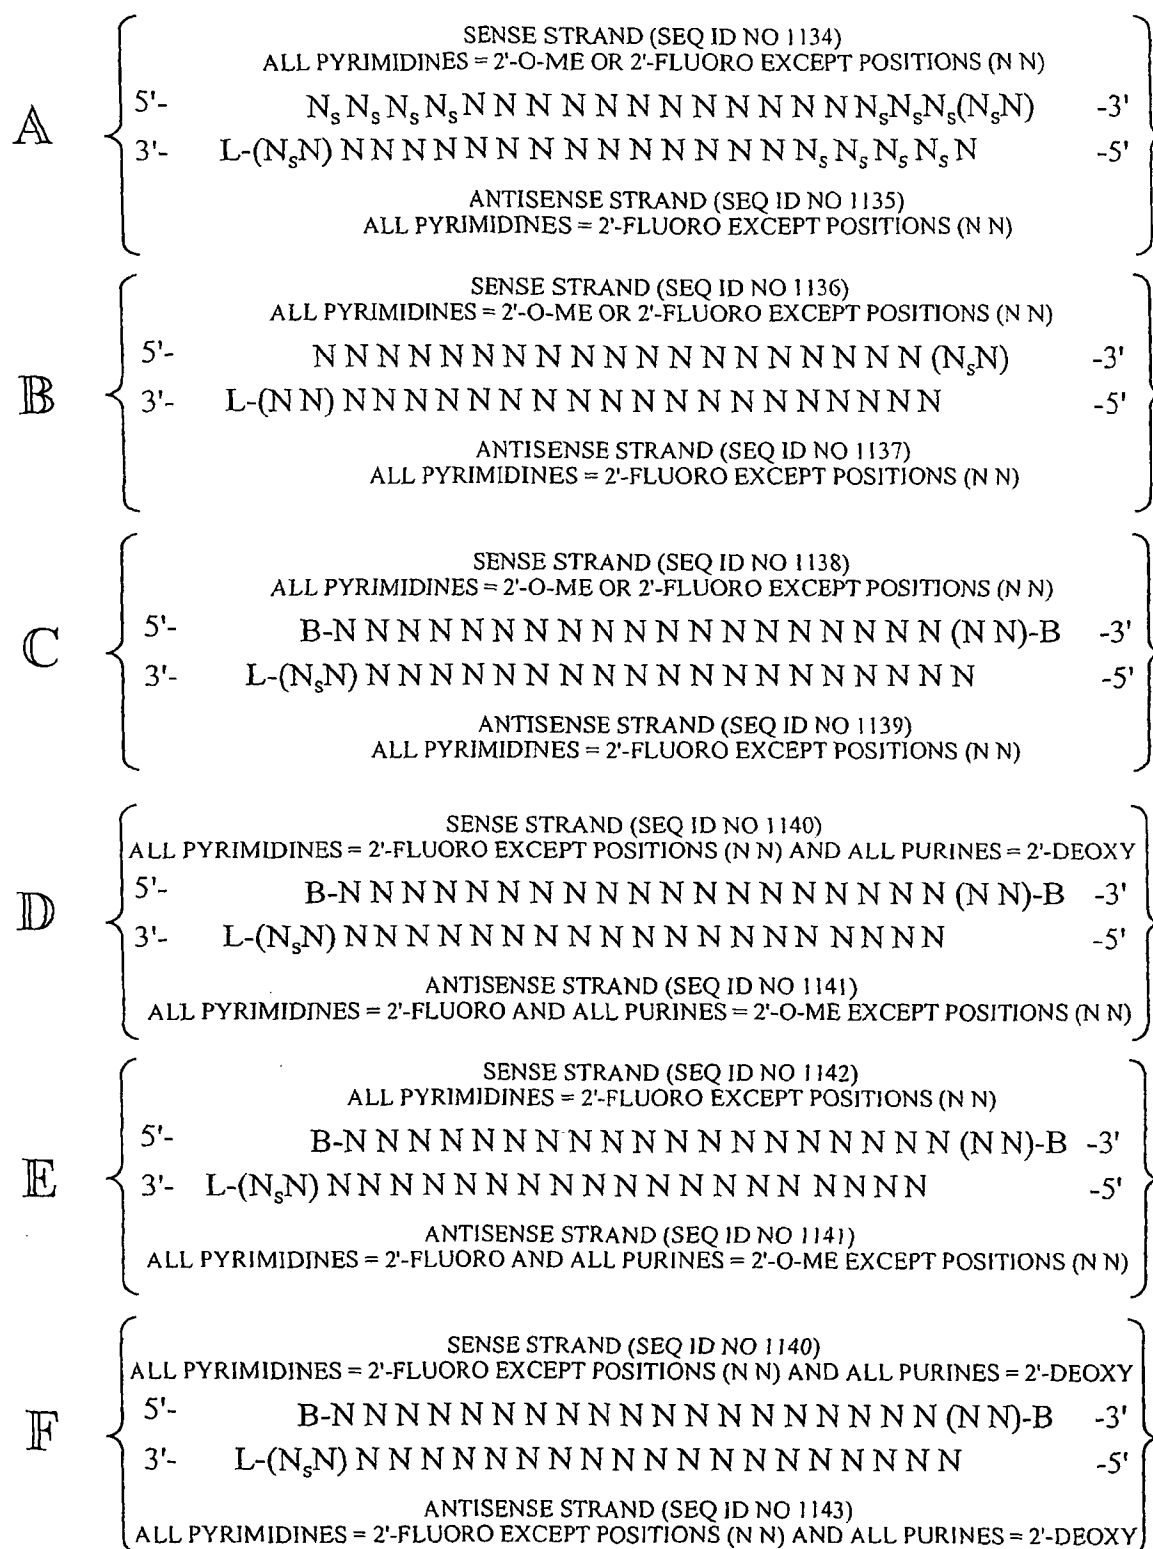 A
SENSE STRAND (SEQ ID NO 1134)
ALL PYRIMIDINES = 2'-O-ME OR 2'-FLUORO EXCEPT POSITIONS (N N)
5'- NₛNₛNₛNₛN N N N N N N N N N N N NₛNₛNₛ(NₛN) -3'
3'- L-(NₛN) N N N N N N N N N N N N N N NₛNₛNₛNₛN -5'
ANTISENSE STRAND (SEQ ID NO 1135)
ALL PYRIMIDINES = 2'-FLUORO EXCEPT POSITIONS (N N)
B
SENSE STRAND (SEQ ID NO 1136)
ALL PYRIMIDINES = 2'-O-ME OR 2'-FLUORO EXCEPT POSITIONS (N N)
5'- N N N N N N N N N N N N N N N N N N N (NₛN) -3'
3'- L-(N N) N N N N N N N N N N N N N N N N N N N -5'
ANTISENSE STRAND (SEQ ID NO 1137)
ALL PYRIMIDINES = 2'-FLUORO EXCEPT POSITIONS (N N)
C
SENSE STRAND (SEQ ID NO 1138)
ALL PYRIMIDINES = 2'-O-ME OR 2'-FLUORO EXCEPT POSITIONS (N N)
5'- B-N N N N N N N N N N N N N N N N N N N (N N)-B -3'
3'- L-(NₛN) N N N N N N N N N N N N N N N N N N N -5'
ANTISENSE STRAND (SEQ ID NO 1139)
ALL PYRIMIDINES = 2'-FLUORO EXCEPT POSITIONS (N N)
D
SENSE STRAND (SEQ ID NO 1140)
ALL PYRIMIDINES = 2'-FLUORO EXCEPT POSITIONS (N N) AND ALL PURINES = 2'-DEOXY
5'- B-N N N N N N N N N N N N N N N N N N N (N N)-B -3'
3'- L-(NₛN) N N N N N N N N N N N N N N N N N N N -5'
ANTISENSE STRAND (SEQ ID NO 1141)
ALL PYRIMIDINES = 2'-FLUORO AND ALL PURINES = 2'-O-ME EXCEPT POSITIONS (N N)
E
SENSE STRAND (SEQ ID NO 1142)
ALL PYRIMIDINES = 2'-FLUORO EXCEPT POSITIONS (N N)
5'- B-N N N N N N N N N N N N N N N N N N N (N N)-B -3'
3'- L-(NₛN) N N N N N N N N N N N N N N N N N N N -5'
ANTISENSE STRAND (SEQ ID NO 1141)
ALL PYRIMIDINES = 2'-FLUORO AND ALL PURINES = 2'-O-ME EXCEPT POSITIONS (N N)
F
SENSE STRAND (SEQ ID NO 1140)
ALL PYRIMIDINES = 2'-FLUORO EXCEPT POSITIONS (N N) AND ALL PURINES = 2'-DEOXY
5'- B-N N N N N N N N N N N N N N N N N N N (N N)-B -3'
3'- L-(NₛN) N N N N N N N N N N N N N N N N N N N -5'
ANTISENSE STRAND (SEQ ID NO 1143)
ALL PYRIMIDINES = 2'-FLUORO EXCEPT POSITIONS (N N) AND ALL PURINES = 2'-DEOXY